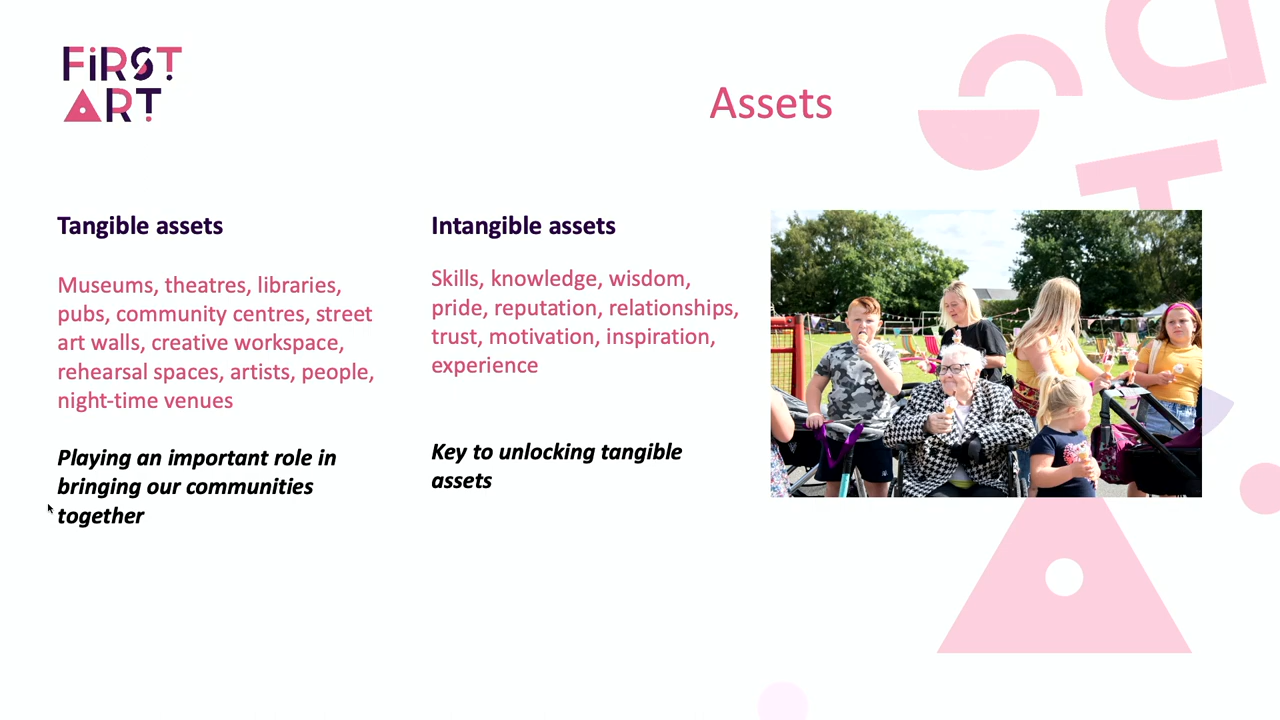 FiRST
ART
Assets
Tangible assets
Museums, theatres, libraries,
pubs, community centres, street
art walls, creative workspace,
rehearsal spaces, artists, people,
night-time venues
Playing an important role in
bringing our communities
together
Intangible assets
Skills, knowledge, wisdom,
pride, reputation, relationships,
trust, motivation, inspiration,
experience
Key to unlocking tangible
assets